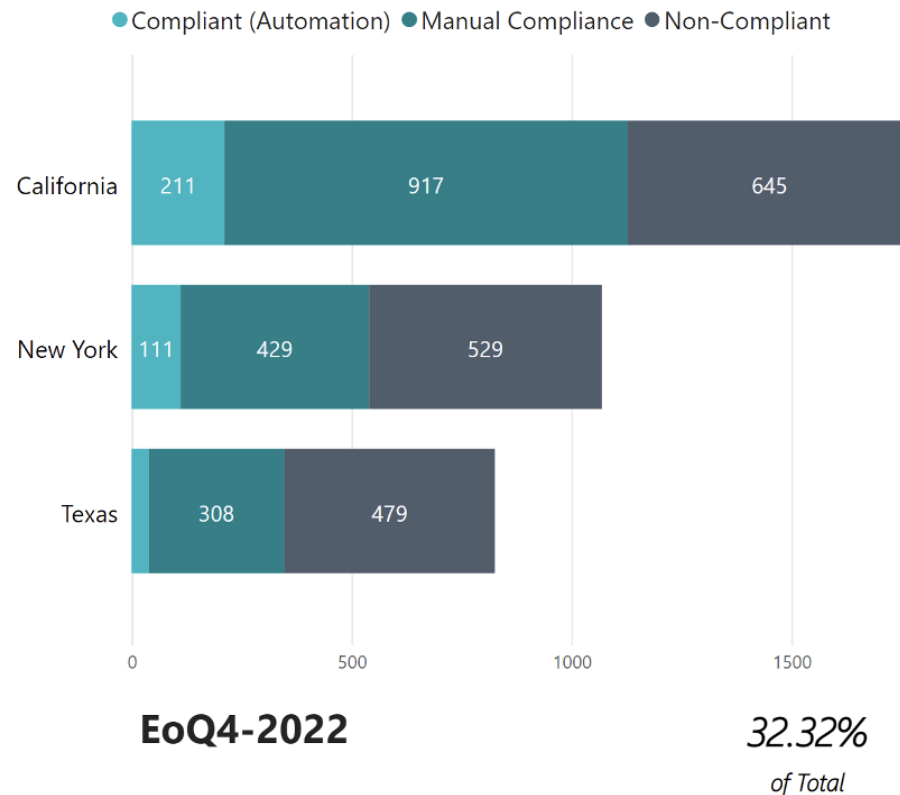 Compliant (Automation) Manual Compliance Non-Compliant
California 211 917 645
New York 111 429 529
Texas 308 479
0 500 1000 1500
EoQ4-2022 32.32%
of Total